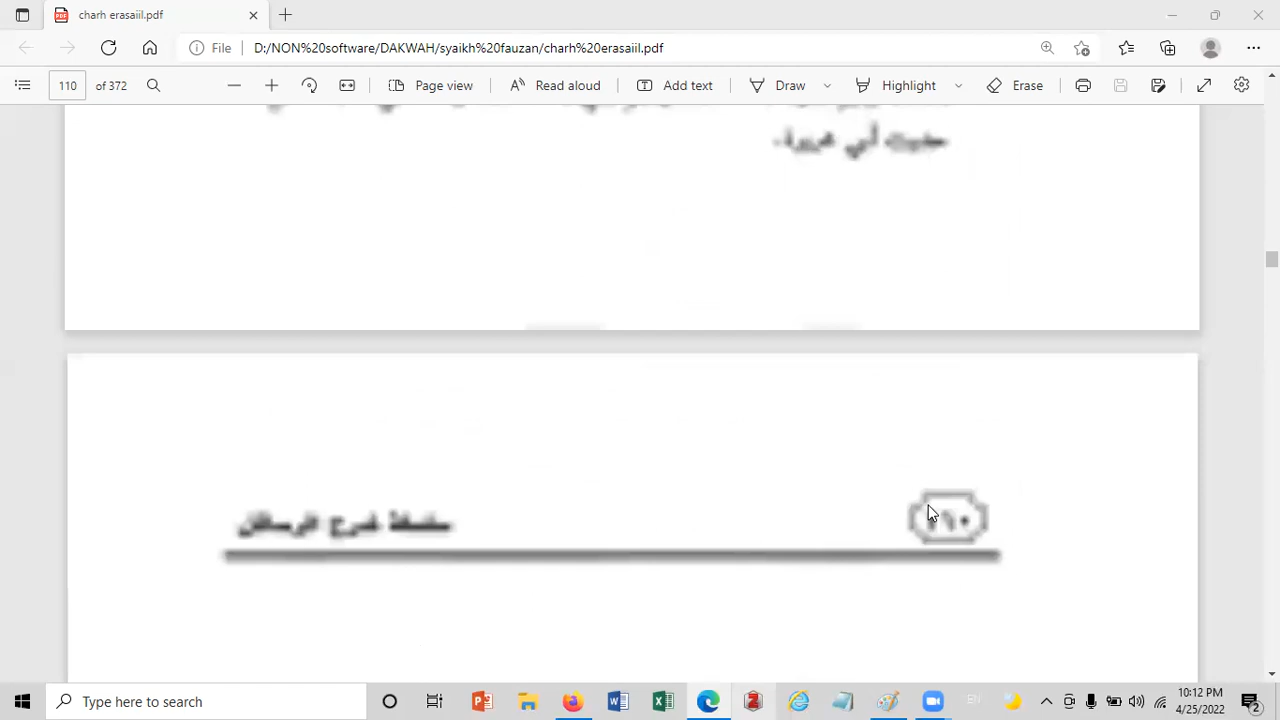 charh erasaiil.pdf
File D:/NON%20software/DAKWAH/syaikh%20fauzan/charh%20erasaiil.pdf
110 of 372 Page view Read aloud Add text Draw Highlight Erase
حديث أبي هريرة.
سلسلة شرح الرسائل
Type here to search
EN
10:12 PM
4/25/2022
2